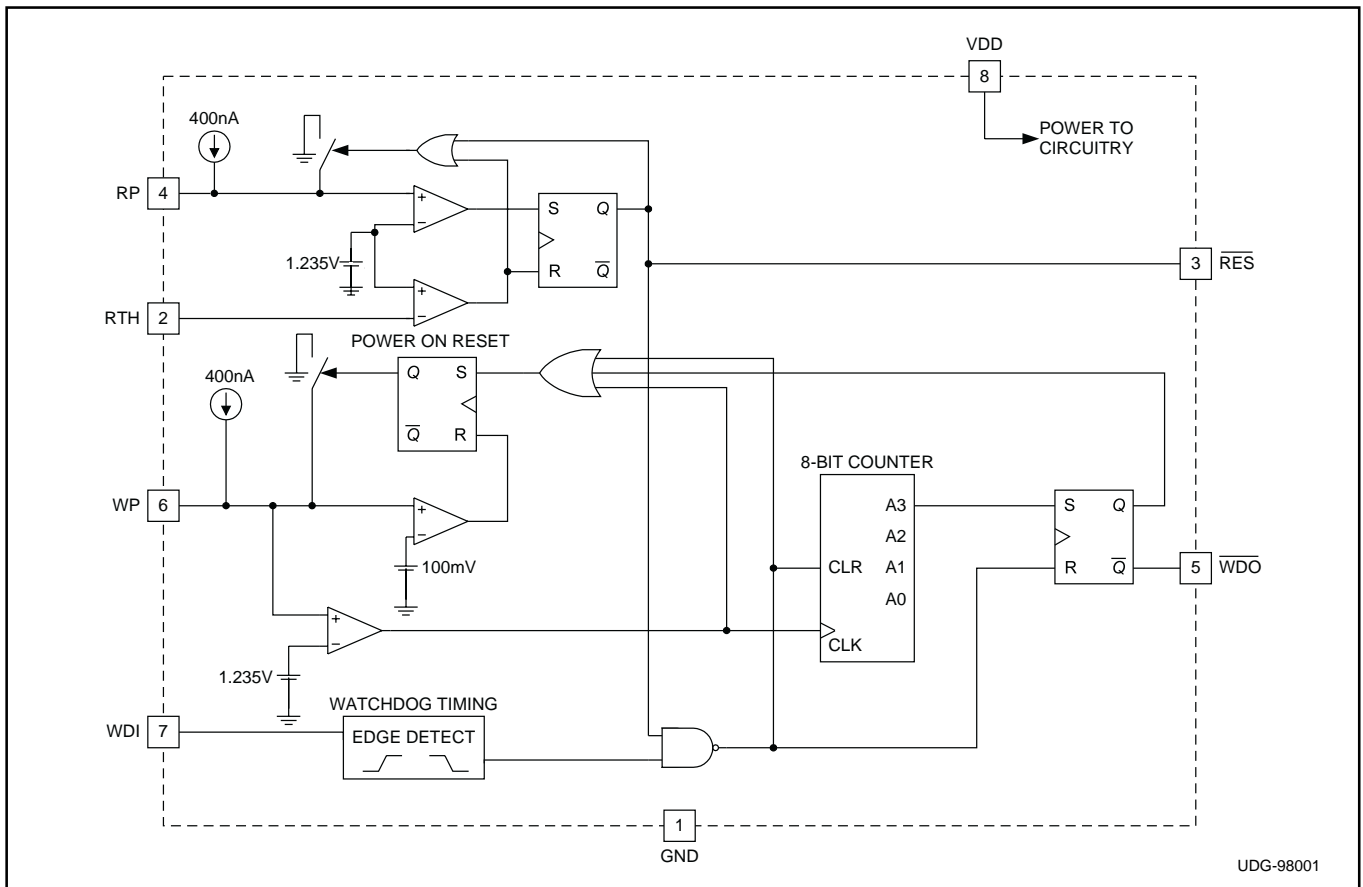 VDD
8
POWER TO
CIRCUITRY
400nA
RP 4
+
−
S Q
R Q
1.235V
+
−
3 RES
RTH 2
POWER ON RESET
Q S
Q R
400nA
8-BIT COUNTER
WP 6
+
−
100mV
A3
A2
CLR A1
A0
CLK
S Q
R Q
5 WDO
+
−
1.235V
WATCHDOG TIMING
WDI 7
EDGE DETECT
1
GND
UDG-98001